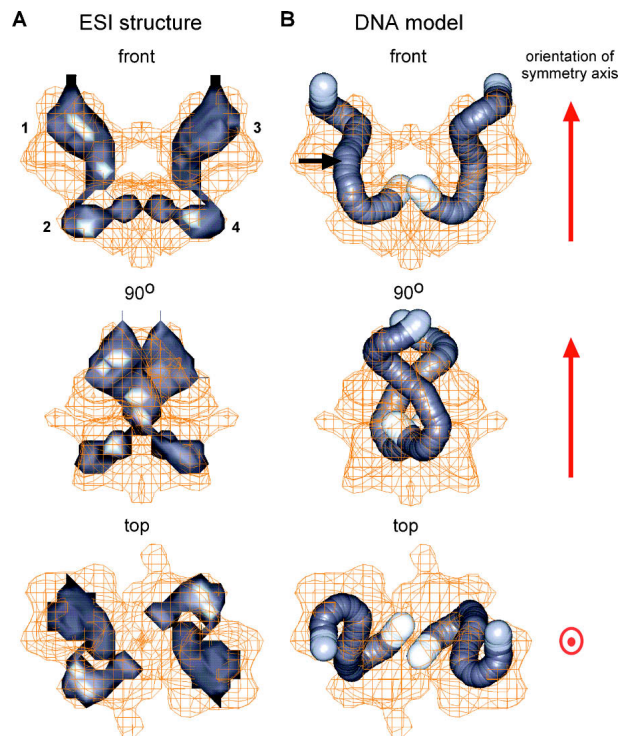 A ESI structure B DNA model
front front orientation of
symmetry axis
1 3
2 4
90° 90°
top top